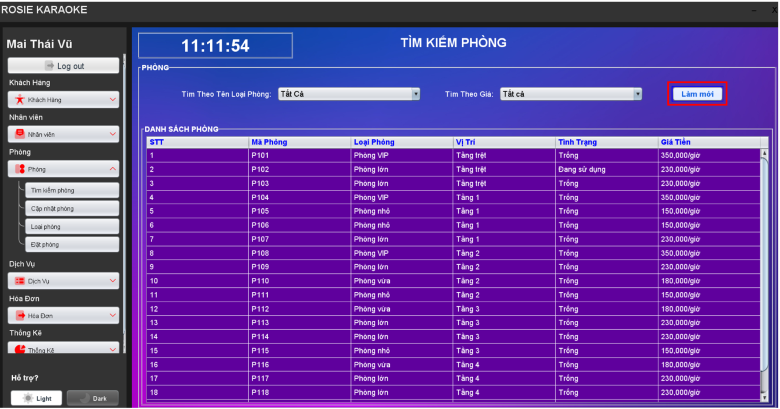 ROSIE KARAOKE
- X
Mai Thái Vũ
Log out
Khách Hàng
Khách Hàng
Nhân viên
Nhân viên
Phòng
Phòng
Tìm kiếm phòng
Cập nhật phòng
Loại phòng
Đặt phòng
Dịch Vụ
Dịch Vụ
Hóa Đơn
Hóa Đơn
Thống Kê
Thống Kê
Hỗ trợ?
Light Dark
11:11:54
TÌM KIẾM PHÒNG
PHÒNG
Tìm Theo Tên Loại Phòng: Tất Cả Tìm Theo Giá: Tất cả Làm mới
DANH SÁCH PHÒNG
STT Mã Phòng Loại Phòng Vị Trí Tình Trạng Giá Tiền
1 P101 Phòng VIP Tầng trệt Trống 350,000/giờ
2 P102 Phòng lớn Tầng trệt Đang sử dụng 230,000/giờ
3 P103 Phòng lớn Tầng trệt Trống 230,000/giờ
4 P104 Phòng VIP Tầng 1 Trống 350,000/giờ
5 P105 Phòng nhỏ Tầng 1 Trống 150,000/giờ
6 P106 Phòng nhỏ Tầng 1 Trống 150,000/giờ
7 P107 Phòng lớn Tầng 1 Trống 230,000/giờ
8 P108 Phòng VIP Tầng 2 Trống 350,000/giờ
9 P109 Phòng lớn Tầng 2 Trống 230,000/giờ
10 P110 Phòng vừa Tầng 2 Trống 180,000/giờ
11 P111 Phòng nhỏ Tầng 2 Trống 150,000/giờ
12 P112 Phòng vừa Tầng 3 Trống 180,000/giờ
13 P113 Phòng lớn Tầng 3 Trống 230,000/giờ
14 P114 Phòng lớn Tầng 3 Trống 230,000/giờ
15 P115 Phòng nhỏ Tầng 3 Trống 150,000/giờ
16 P116 Phòng vừa Tầng 4 Trống 180,000/giờ
17 P117 Phòng lớn Tầng 4 Trống 230,000/giờ
18 P118 Phòng lớn Tầng 4 Trống 230,000/giờ